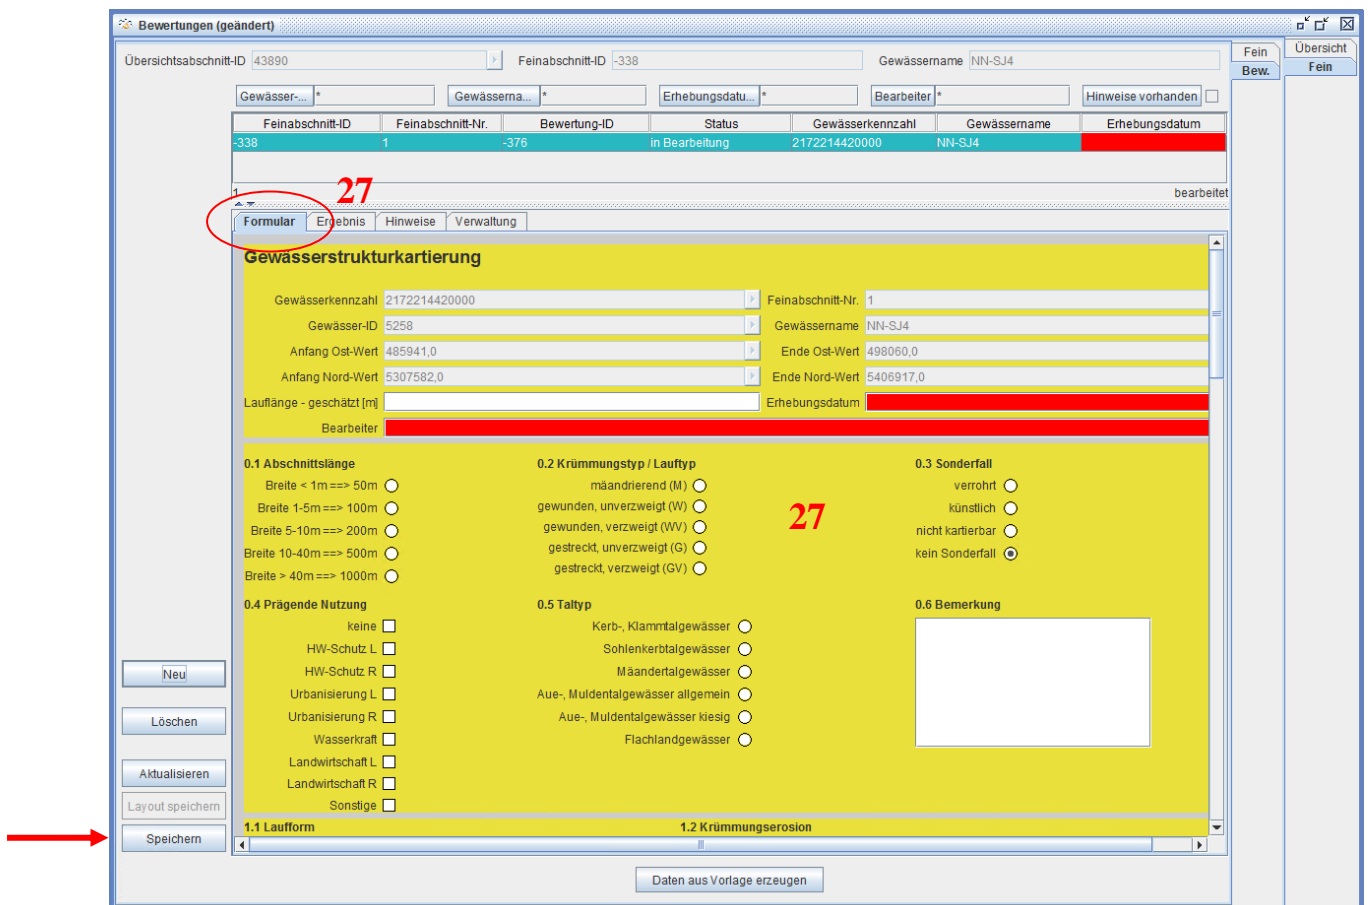 Bewertungen (geändert)
Übersichtsabschnitt-ID 43890 Feinabschnitt-ID -338 Gewässername NN-SJ4
Fein Übersicht
Bew. Fein
Gewässer-... * Gewässerna... * Erhebungsdatu... * Bearbeiter * Hinweise vorhanden
Feinabschnitt-ID Feinabschnitt-Nr. Bewertung-ID Status Gewässerkennzahl Gewässername Erhebungsdatum
-338 1 -376 in Bearbeitung 2172214420000 NN-SJ4
1 27 bearbeitet
Formular Ergebnis Hinweise Verwaltung
Gewässerstrukturkartierung
Gewässerkennzahl 2172214420000 Feinabschnitt-Nr. 1
Gewässer-ID 5258 Gewässername NN-SJ4
Anfang Ost-Wert 485941,0 Ende Ost-Wert 498060,0
Anfang Nord-Wert 5307582,0 Ende Nord-Wert 5406917,0
Lauflänge - geschätzt [m] Erhebungsdatum
Bearbeiter
0.1 Abschnittslänge 0.2 Krümmungstyp / Lauftyp 0.3 Sonderfall
Breite < 1m ==> 50m mäandrierend (M) verrohrt
Breite 1-5m ==> 100m gewunden, unverzweigt (W) künstlich
27
Breite 5-10m ==> 200m gewunden, verzweigt (WV) nicht kartierbar
Breite 10-40m ==> 500m gestreckt, unverzweigt (G) kein Sonderfall
Breite > 40m ==> 1000m gestreckt, verzweigt (GV)
0.4 Prägende Nutzung 0.5 Taltyp 0.6 Bemerkung
keine Kerb-, Klammtalgewässer
HW-Schutz L Sohlenkerbtalgewässer
HW-Schutz R Mäandertalgewässer
Urbanisierung L Aue-, Muldentalgewässer allgemein
Urbanisierung R Aue-, Muldentalgewässer kiesig
Wasserkraft Flachlandgewässer
Landwirtschaft L
Landwirtschaft R
Sonstige
1.1 Laufform 1.2 Krümmungserosion
Neu
Löschen
Aktualisieren
Layout speichern
Speichern
Daten aus Vorlage erzeugen